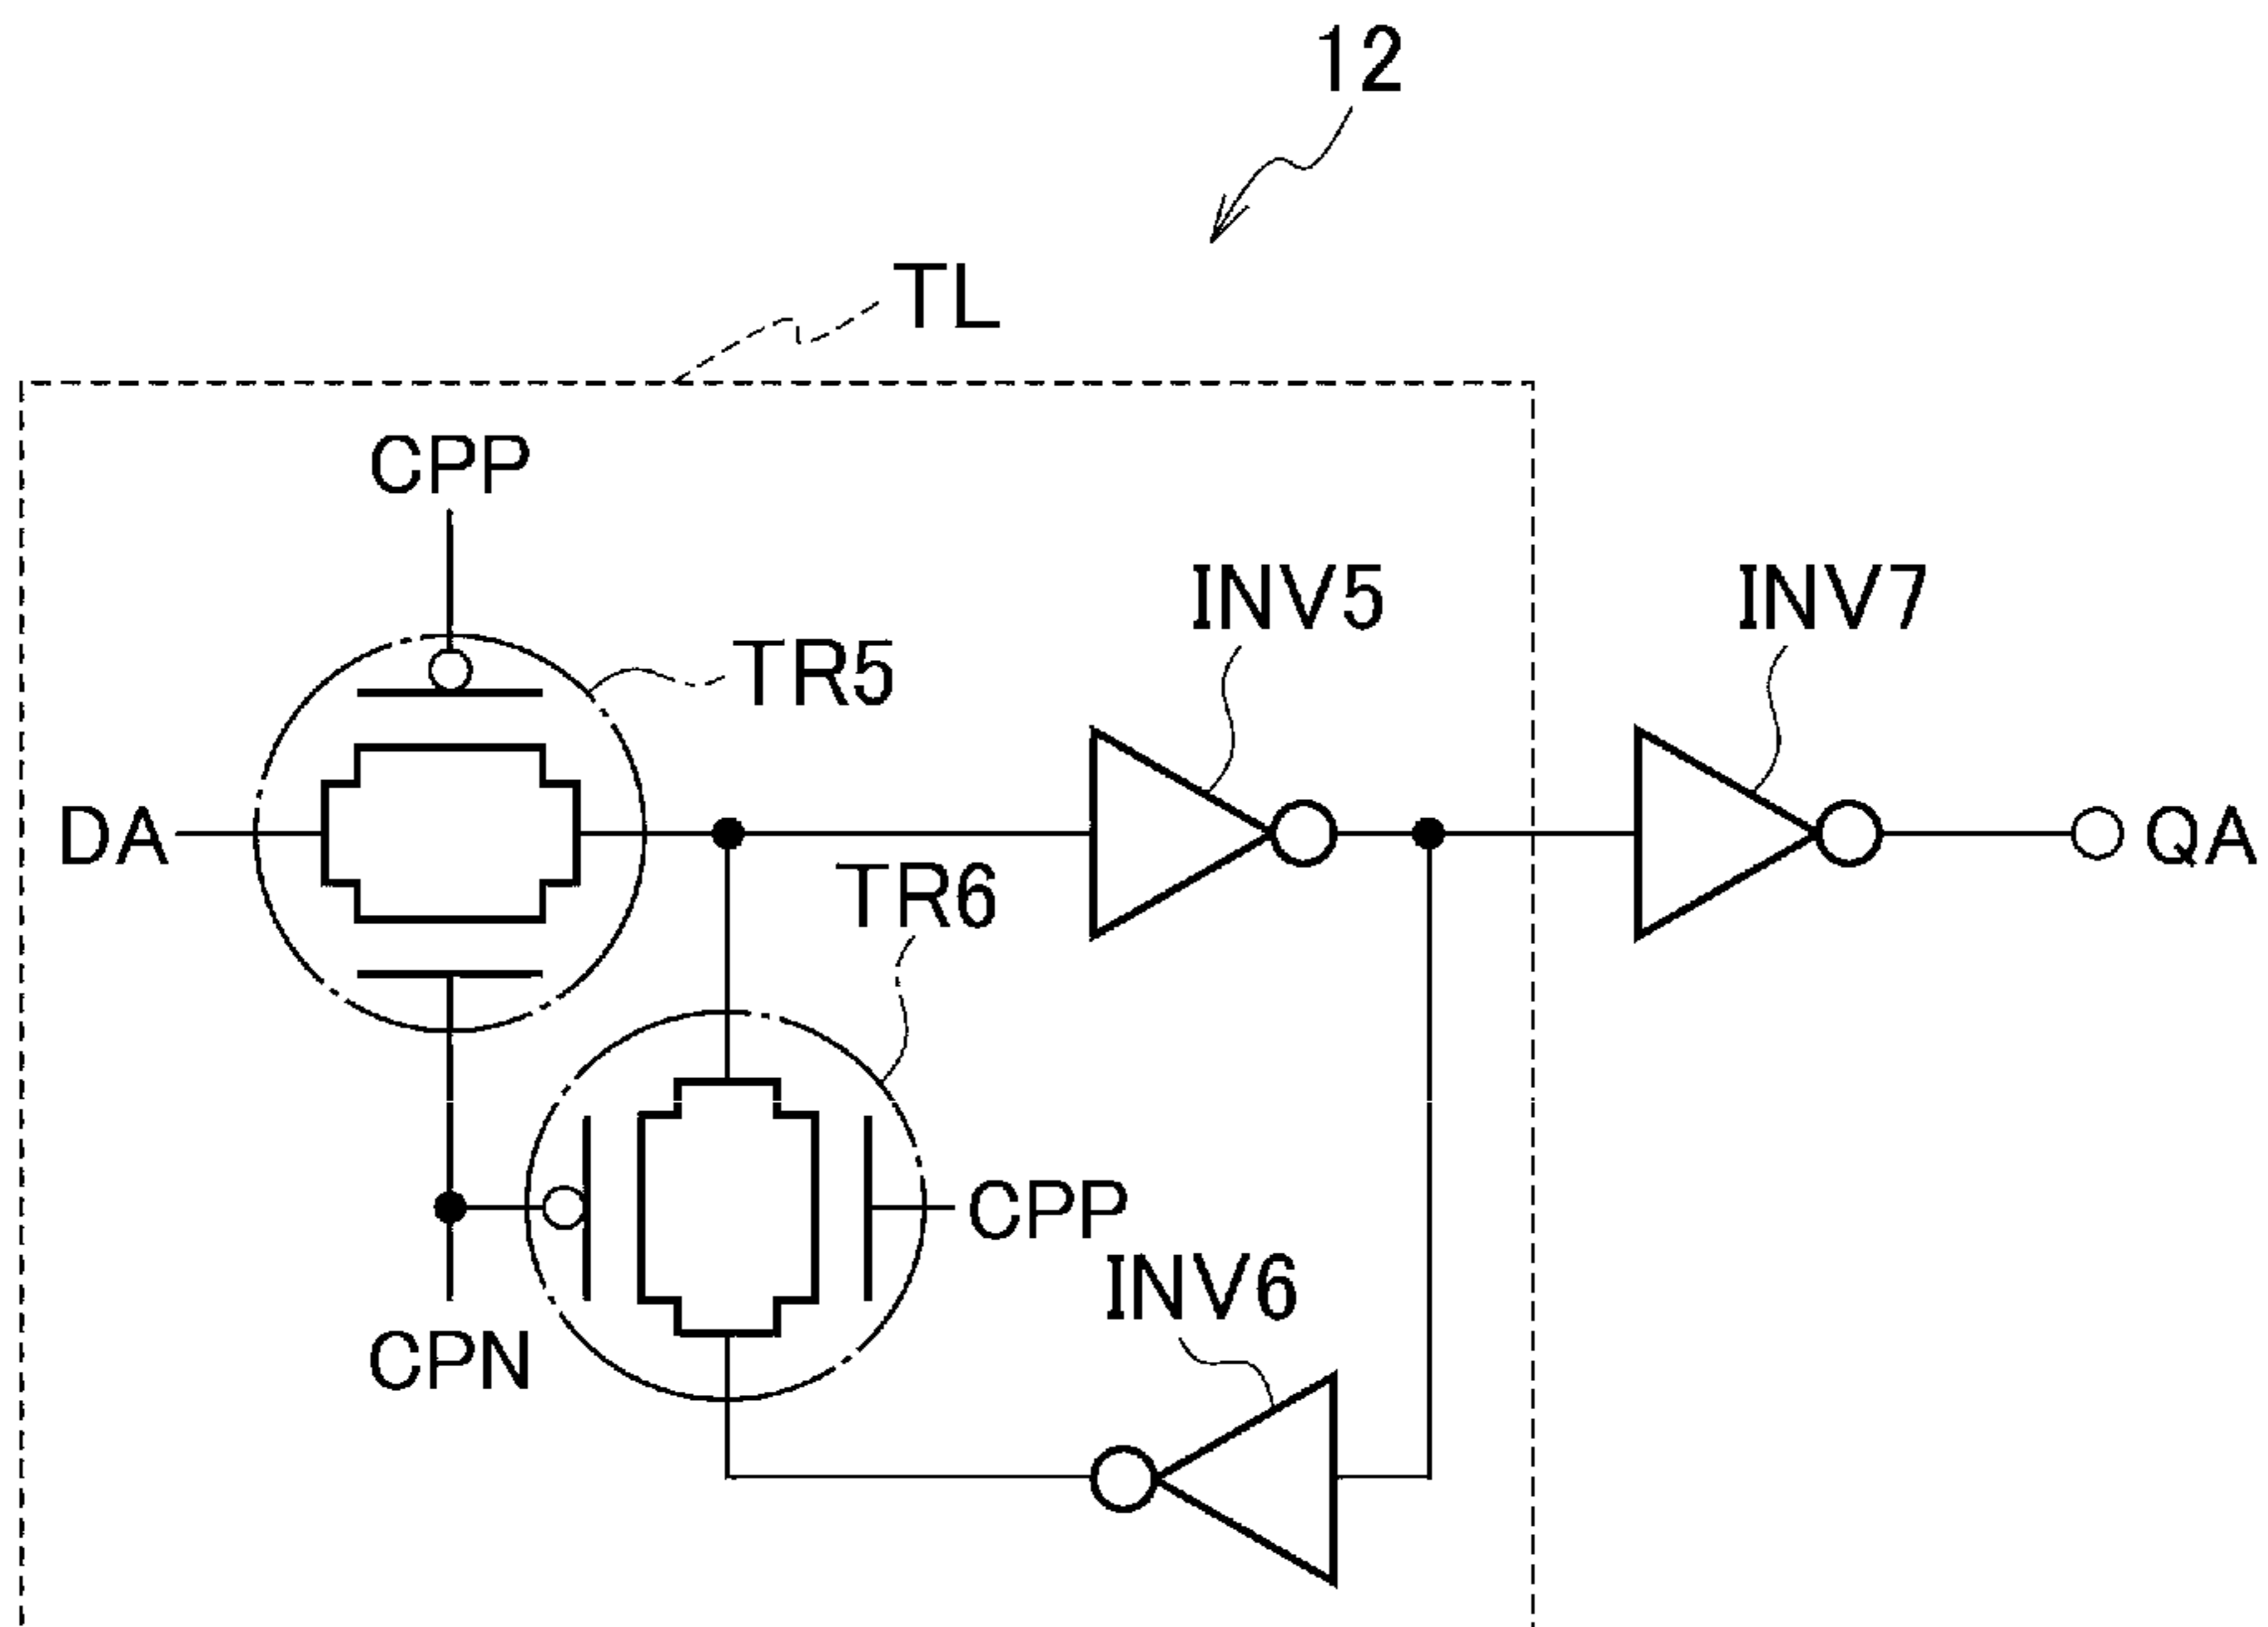 12
TL
CPP
INV5
INV7
TR5
DA
QA
TR6
CPP
INV6
CPN